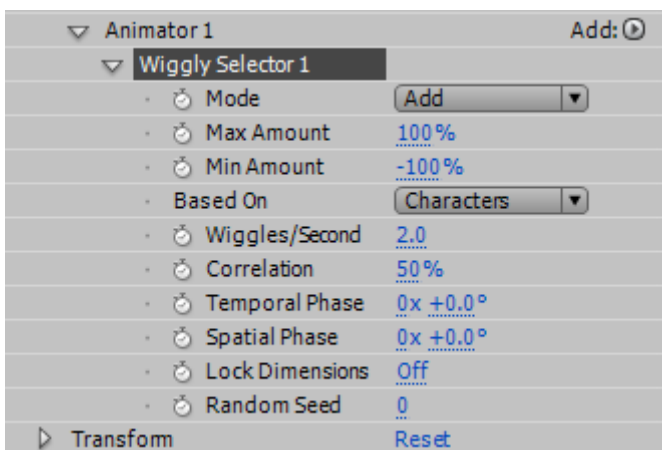 Animator 1 Add:
Wiggly Selector 1
Mode Add
Max Amount 100%
Min Amount -100%
Based On Characters
Wiggles/Second 2.0
Correlation 50%
Temporal Phase 0x +0.0°
Spatial Phase 0x +0.0°
Lock Dimensions Off
Random Seed 0
Transform Reset